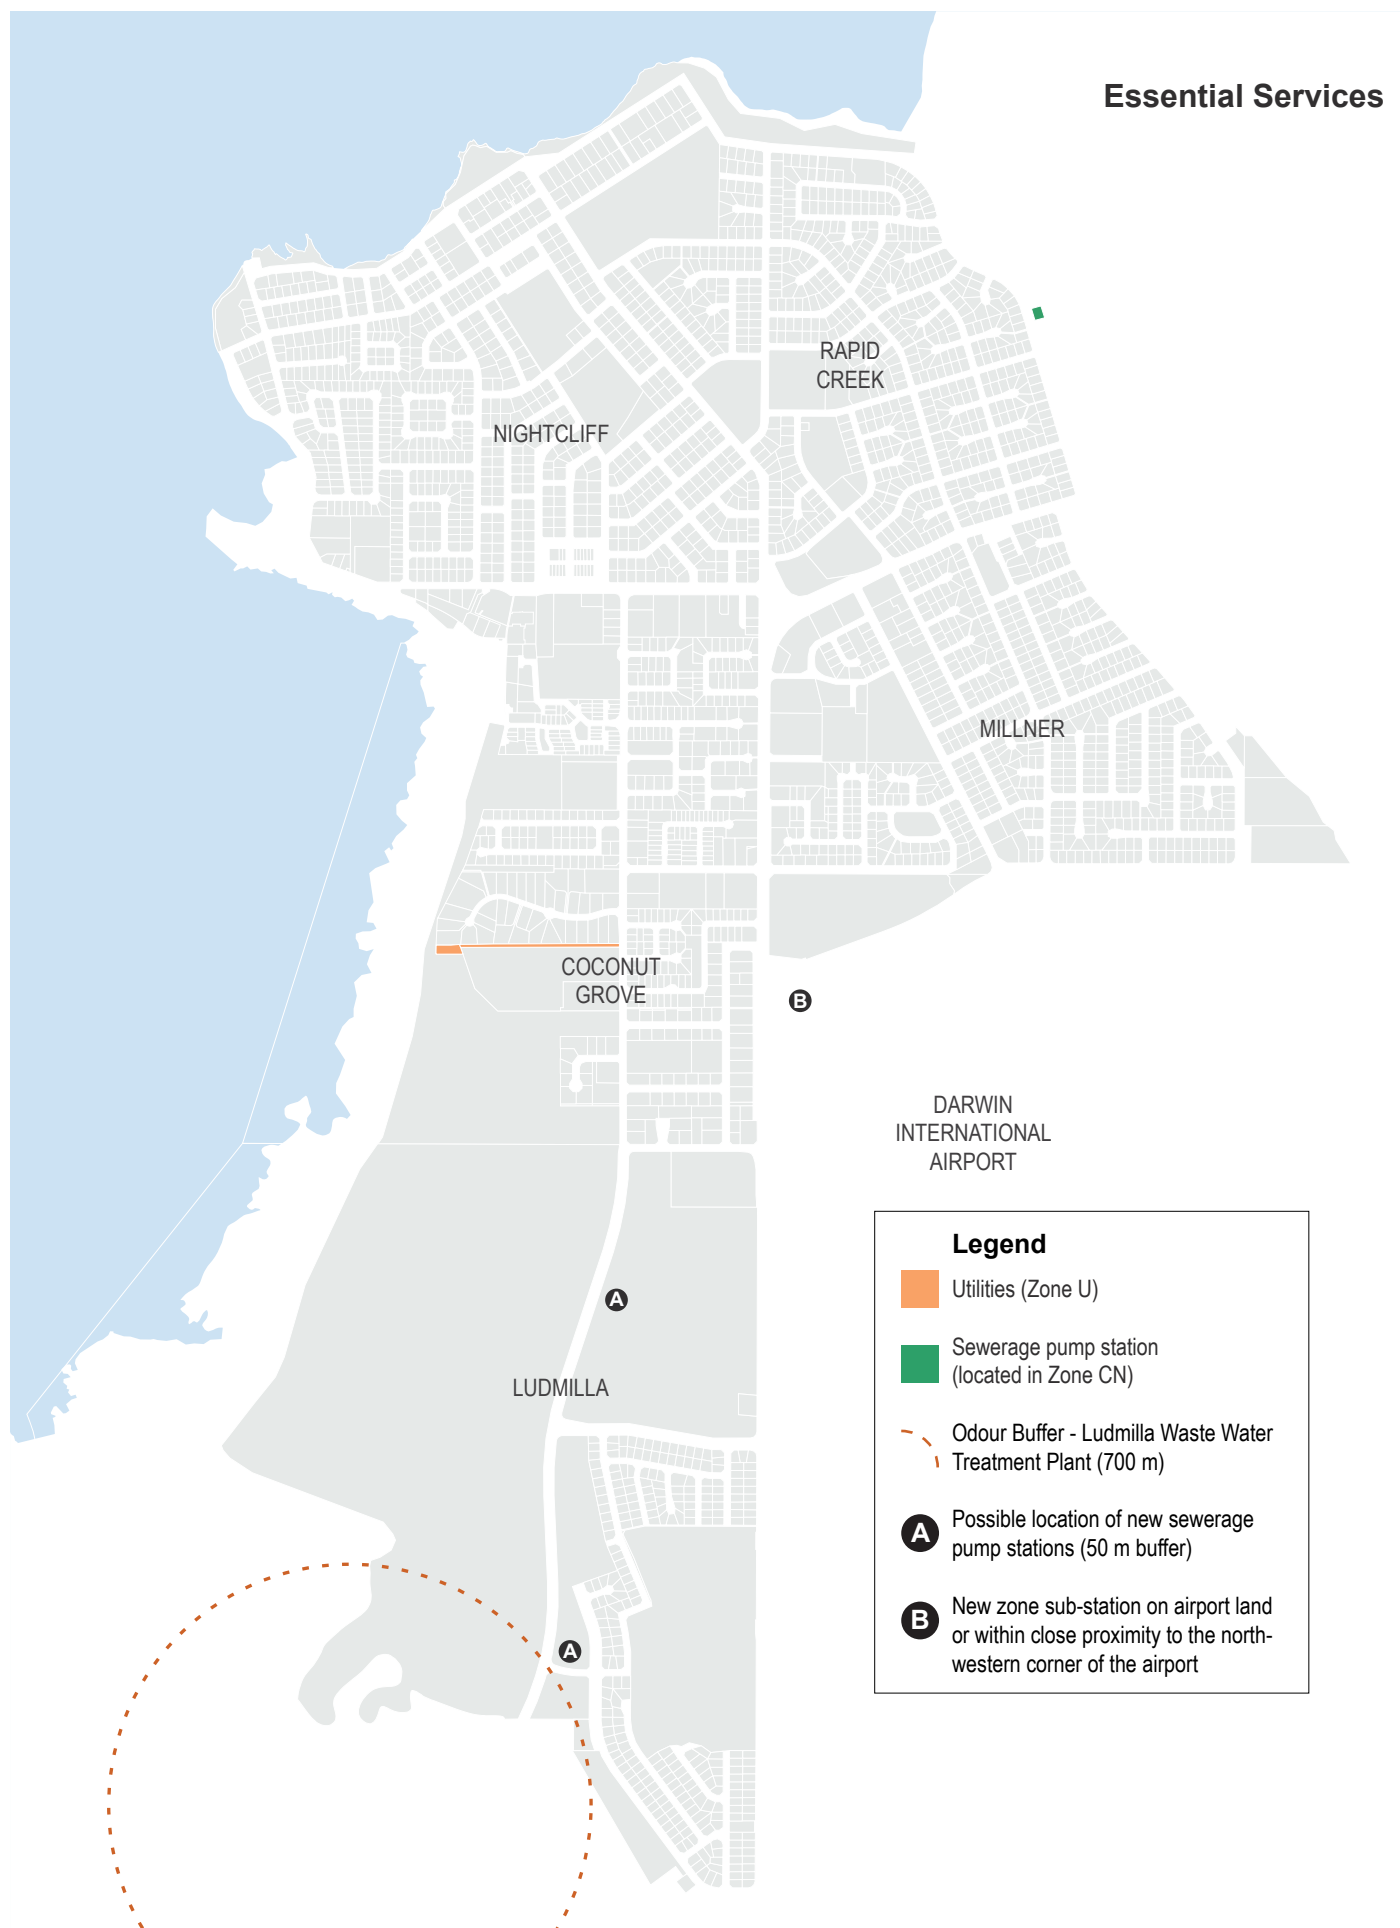 Essential Services
RAPID
CREEK
NIGHTCLIFF
MILLNER
COCONUT
GROVE
B
DARWIN
INTERNATIONAL
AIRPORT
A
LUDMILLA
A
Legend
Utilities (Zone U)
Sewerage pump station
(located in Zone CN)
Odour Buffer - Ludmilla Waste Water
Treatment Plant (700 m)
A
Possible location of new sewerage
pump stations (50 m buffer)
B
New zone sub-station on airport land
or within close proximity to the north-
western corner of the airport